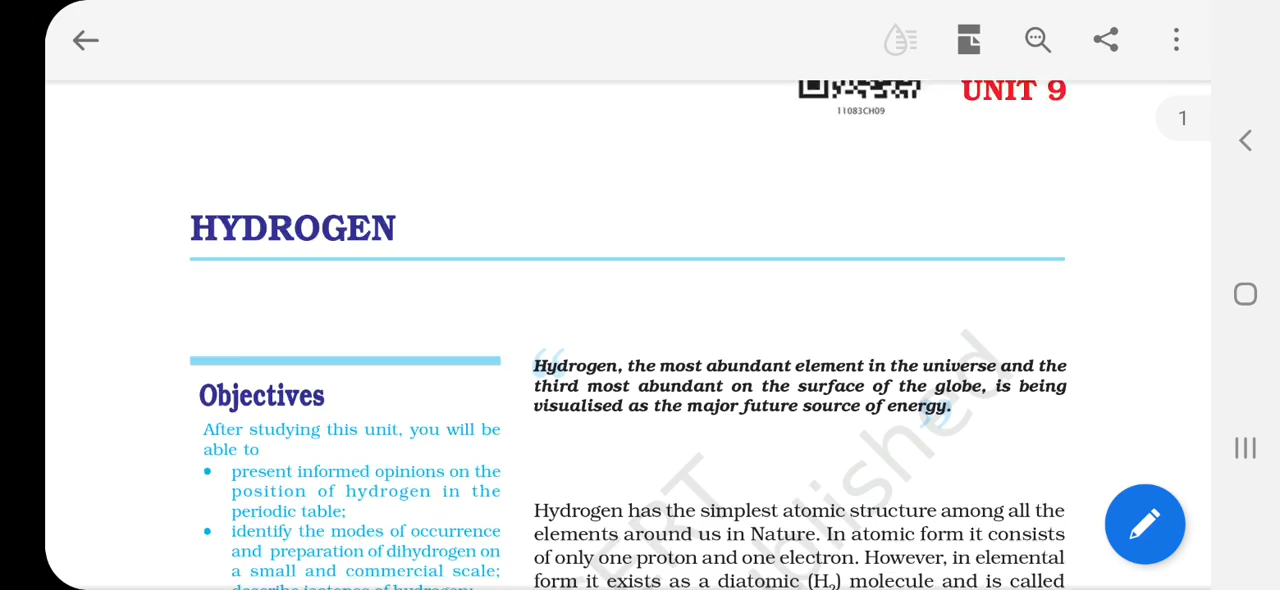 UNIT 9
11083CH09
1
HYDROGEN
Objectives
After studying this unit, you will be
able to
• present informed opinions on the
position of hydrogen in the
periodic table;
• identify the modes of occurrence
and preparation of dihydrogen on
a small and commercial scale;
describe isotopes of hydrogen;
“Hydrogen, the most abundant element in the universe and the
third most abundant on the surface of the globe, is being
visualised as the major future source of energy.”
Hydrogen has the simplest atomic structure among all the
elements around us in Nature. In atomic form it consists
of only one proton and one electron. However, in elemental
form it exists as a diatomic (H₂) molecule and is called